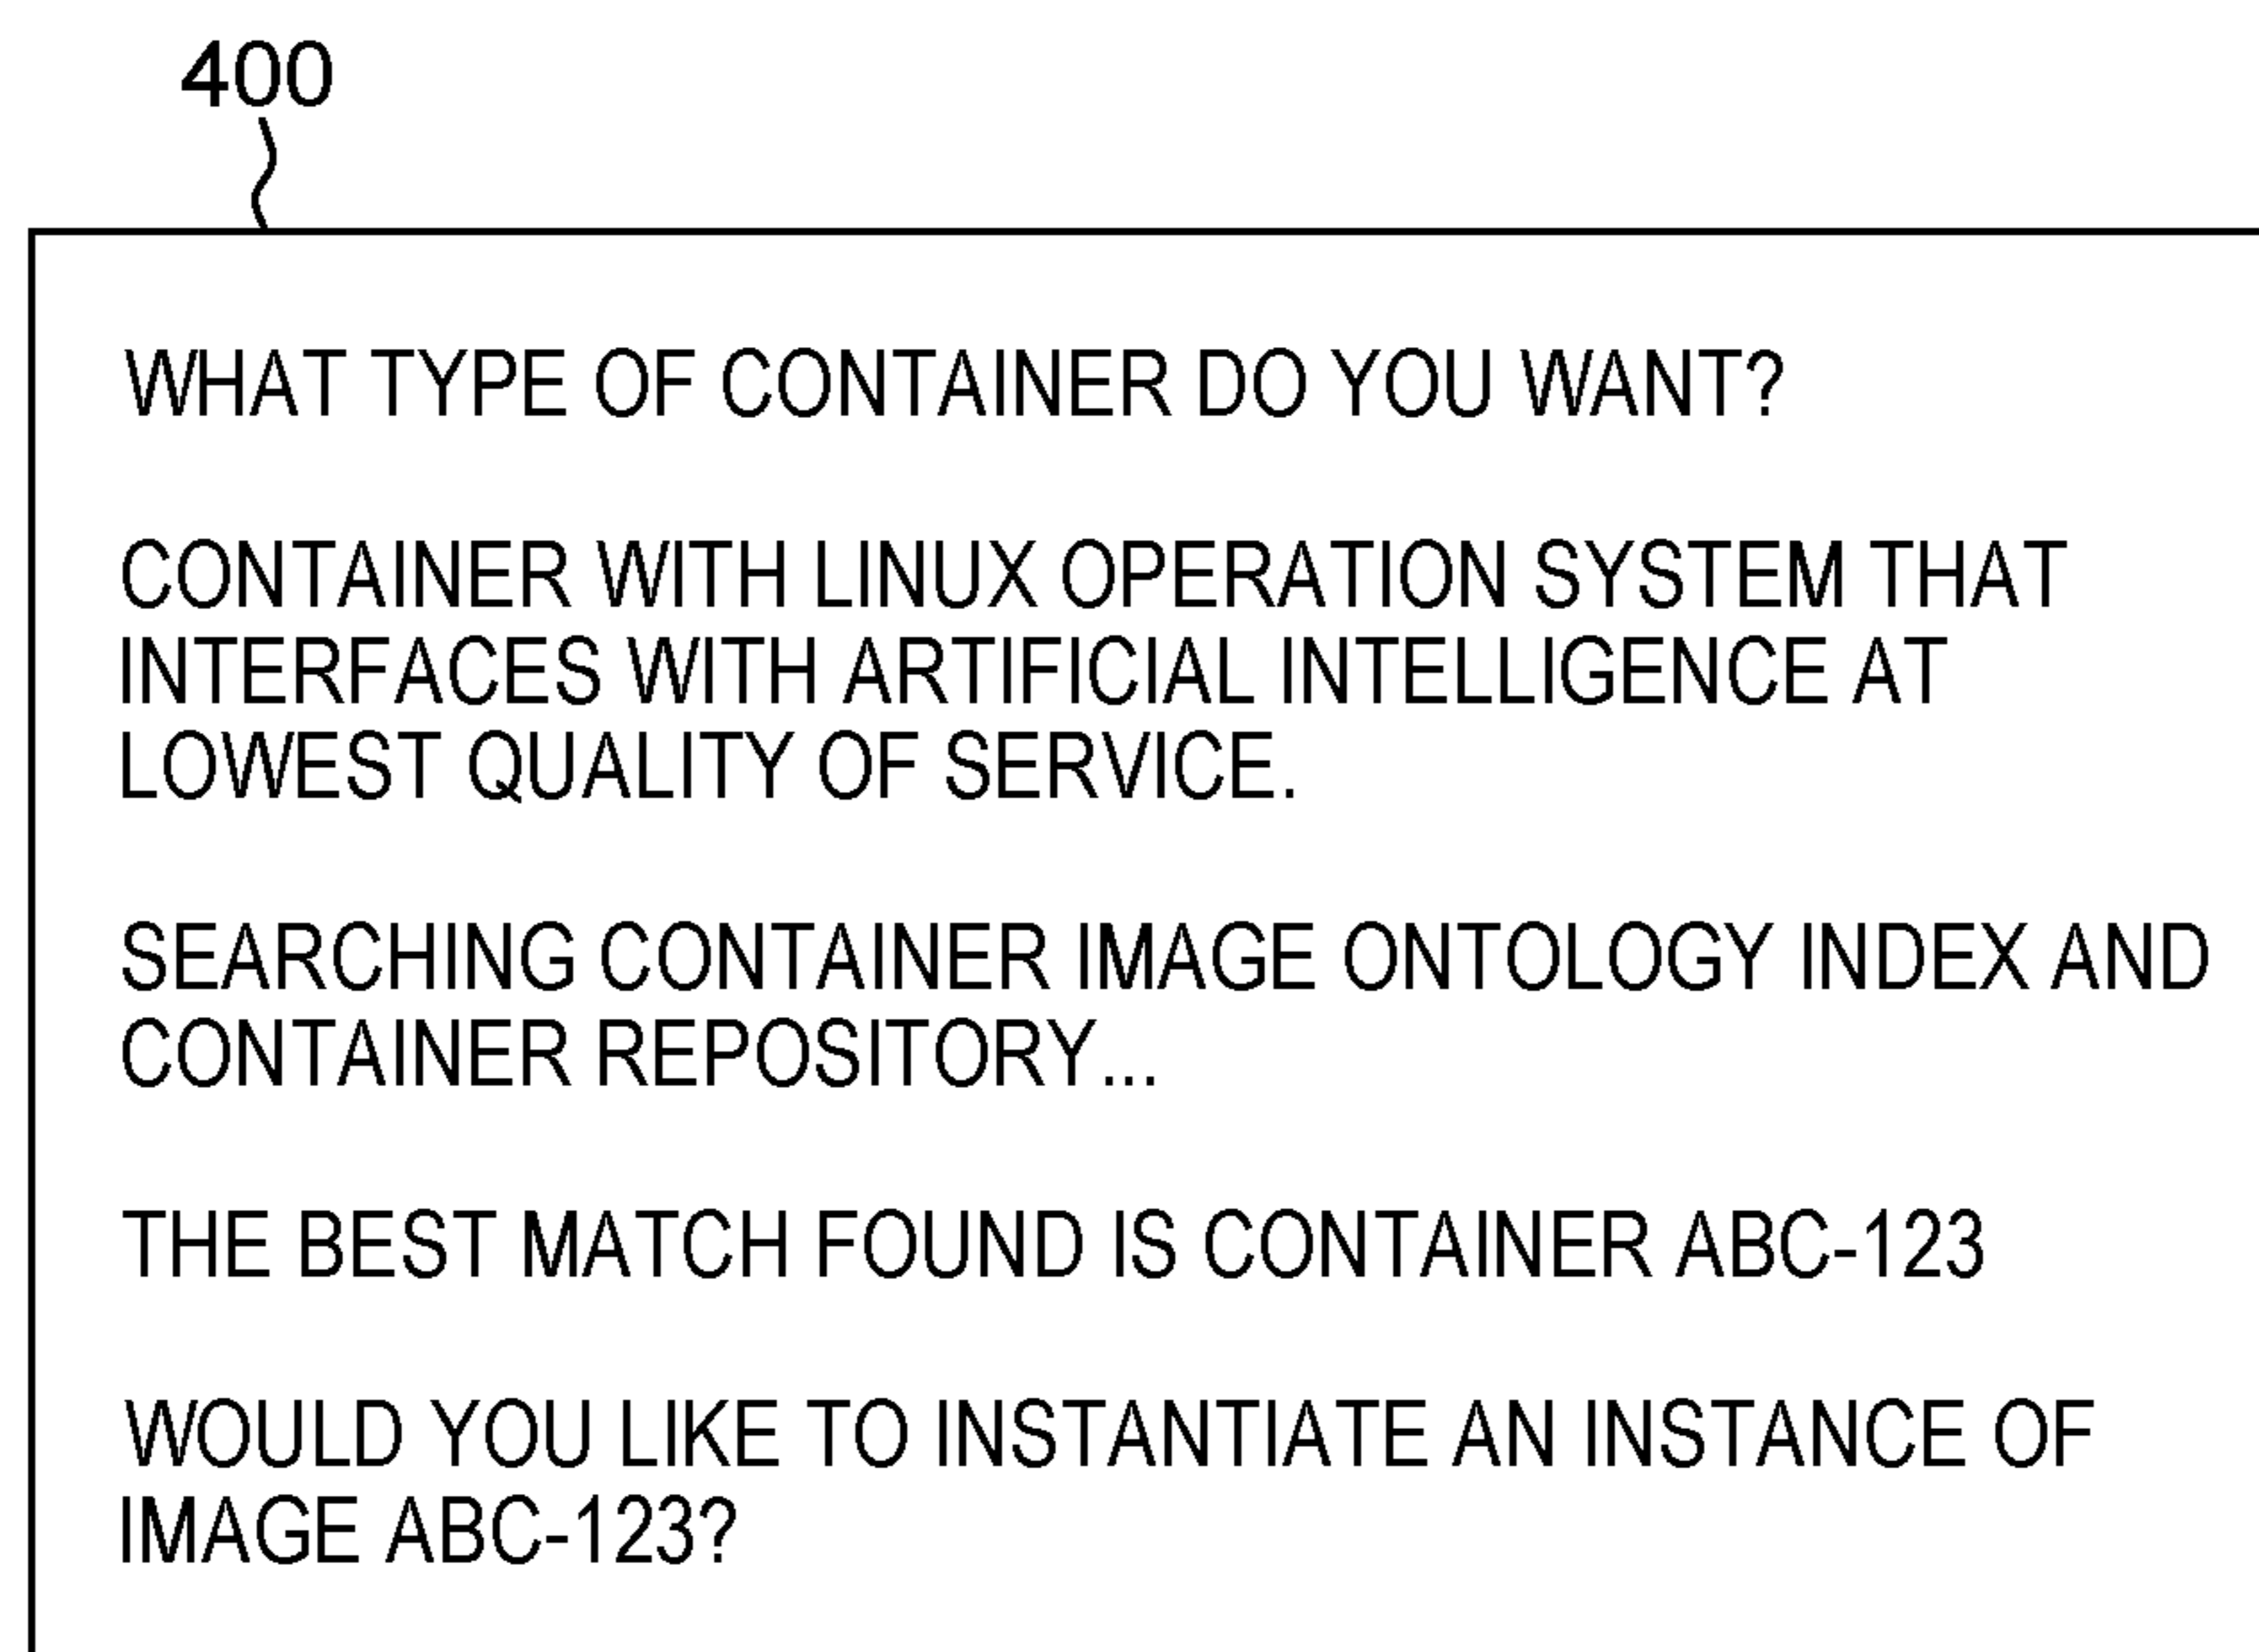 400
WHAT TYPE OF CONTAINER DO YOU WANT?
CONTAINER WITH LINUX OPERATION SYSTEM THAT
INTERFACES WITH ARTIFICIAL INTELLIGENCE AT
LOWEST QUALITY OF SERVICE.
SEARCHING CONTAINER IMAGE ONTOLOGY INDEX AND
CONTAINER REPOSITORY...
THE BEST MATCH FOUND IS CONTAINER ABC-123
WOULD YOU LIKE TO INSTANTIATE AN INSTANCE OF
IMAGE ABC-123?